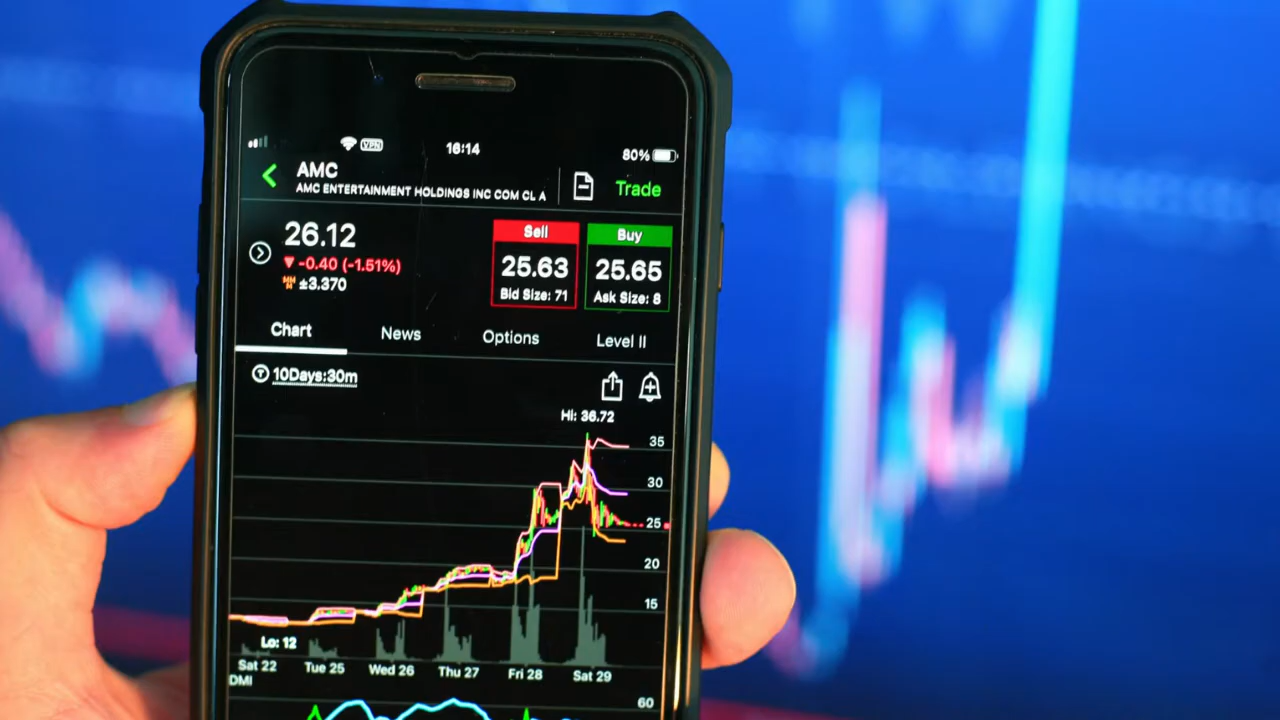 VPN 16:14 80%
AMC
AMC ENTERTAINMENT HOLDINGS INC COM CL A
Trade
26.12
-0.40 (-1.51%)
±3.370
Sell
25.63
Bid Size: 71
Buy
25.65
Ask Size: 8
Chart News Options Level II
10Days:30m
Hi: 36.72
35
30
25
20
15
Lo: 12
Sat 22 Tue 25 Wed 26 Thu 27 Fri 28 Sat 29
DMI
60